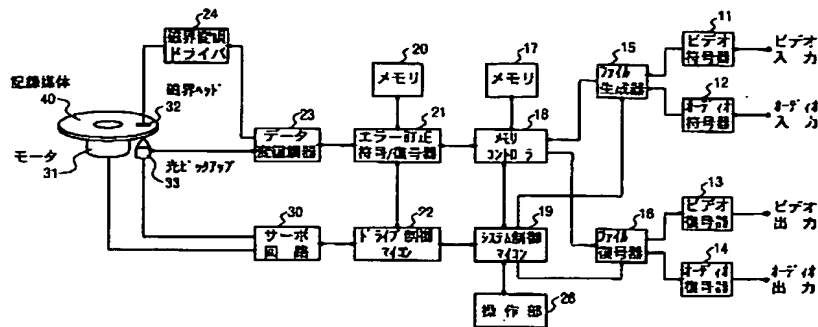 24
磁界変調
ドライバ
記録媒体
40
磁界ヘッド
32
モータ
31
光ピックアップ
33
23
データ
変復調器
20
メモリ
21
エラー訂正
符号/復号器
17
メモリ
18
メモリ
コントローラ
15
ファイル
生成器
11
ビデオ
符号器
ビデオ
入力
12
オーディオ
符号器
オーディオ
入力
30
サーボ
回路
22
ドライブ制御
マイコン
19
システム制御
マイコン
26
操作部
16
ファイル
復号器
13
ビデオ
復号器
ビデオ
出力
14
オーディオ
復号器
オーディオ
出力